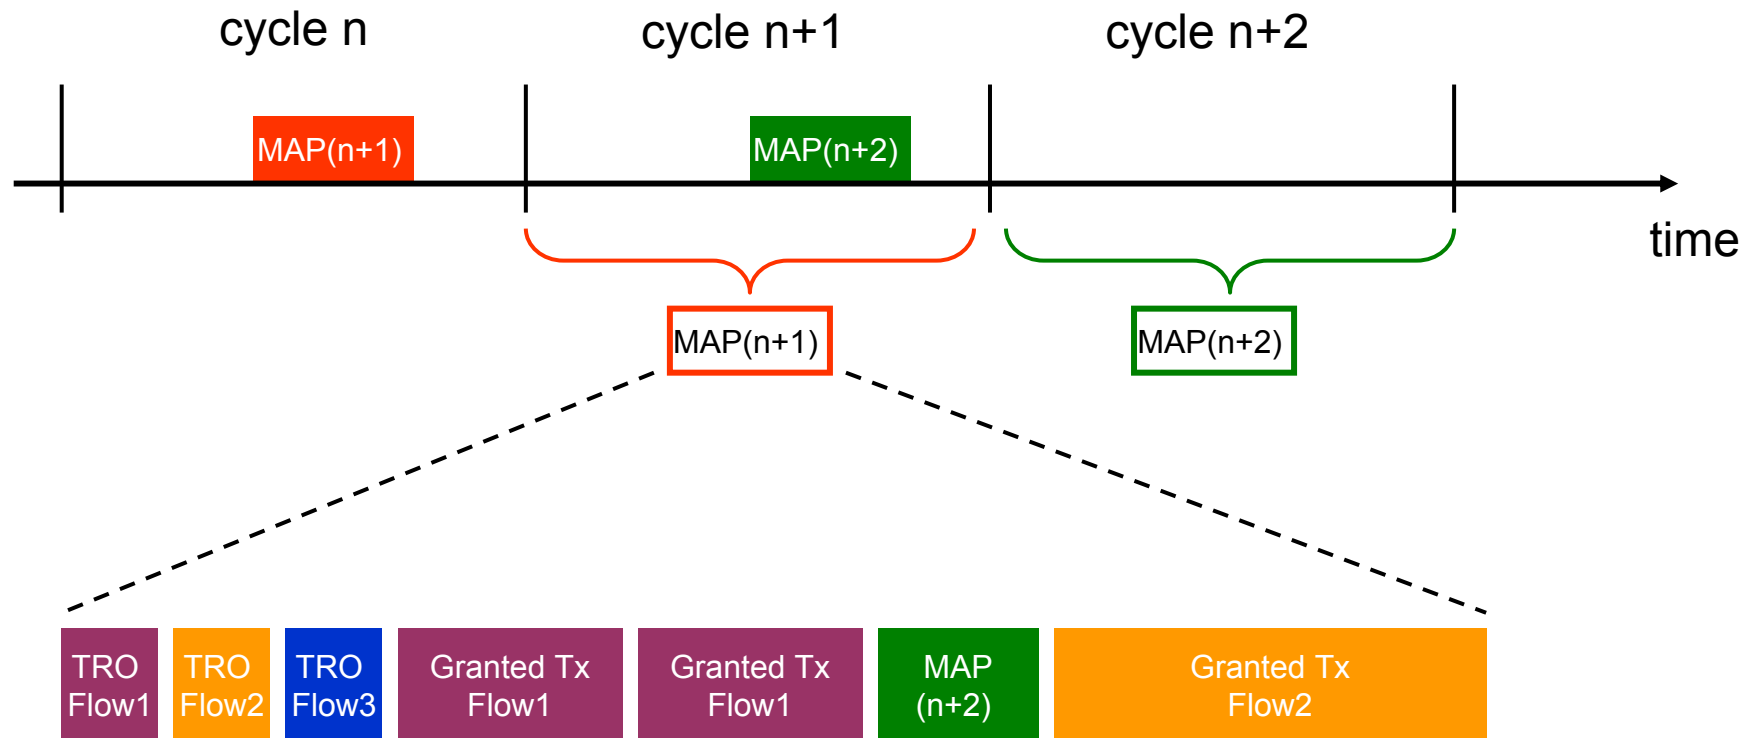 cycle n
cycle n+1
cycle n+2
MAP(n+1)
MAP(n+2)
time
MAP(n+1)
MAP(n+2)
TRO
Flow1
TRO
Flow2
TRO
Flow3
Granted Tx
Flow1
Granted Tx
Flow1
MAP
(n+2)
Granted Tx
Flow2